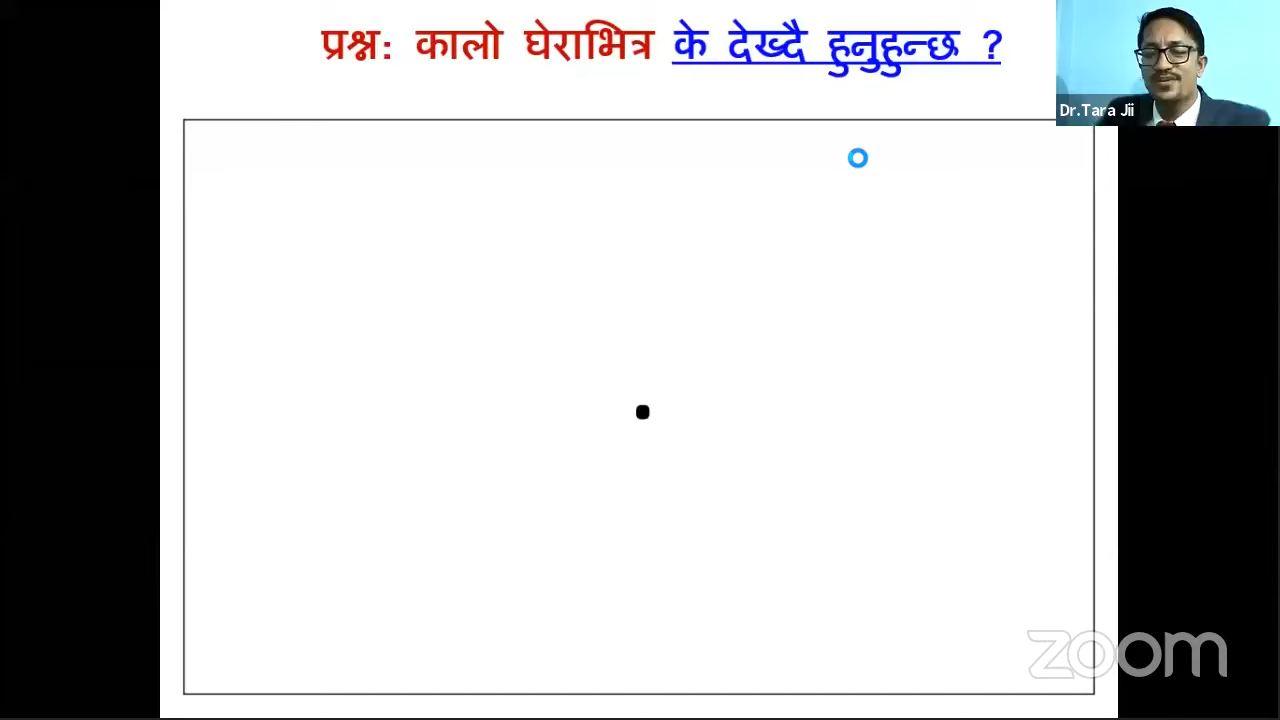 प्रश्न: कालो घेराभित्र के देख्दै हुनुहुन्छ ?
Dr.Tara Jii
zoom